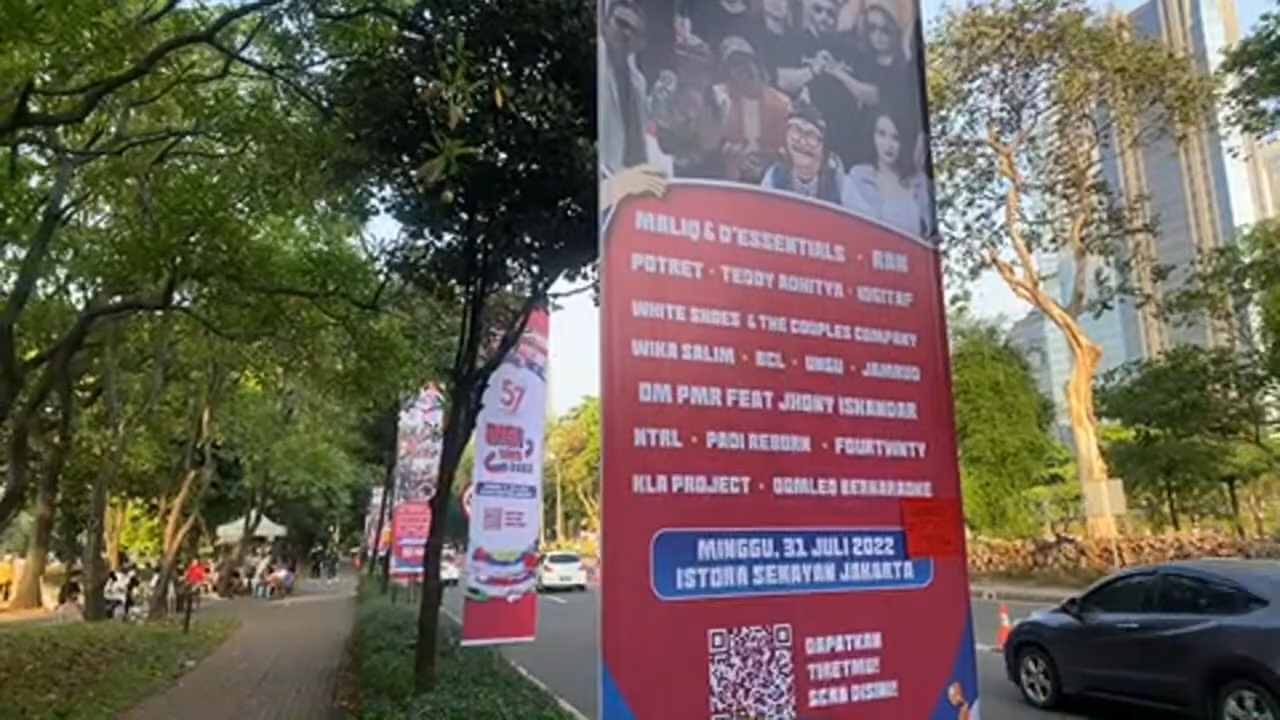 MALIQ & D'ESSENTIALS · RAN
POTRET · TEDDY ADHITYA · KIGITAF
WHITE SHOES & THE COUPLES COMPANY
WIKA SALIM · BCL · UNGU · JAMRUD
OM PMR FEAT JHONY ISKANDAR
NTRL · PADI REBORN · FOURTWNTY
KLA PROJECT · OOMLEO BERKARAOKE
MINGGU, 31 JULI 2022
ISTORA SENAYAN JAKARTA
DAPATKAN
TIKETMU!
SCAN DISINI!
57